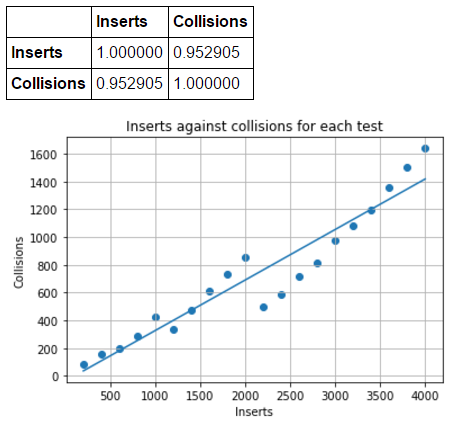 Inserts Collisions
Inserts 1.000000 0.952905
Collisions 0.952905 1.000000
Inserts against collisions for each test
1600
1400
1200
1000
800
600
400
200
0
Collisions
500 1000 1500 2000 2500 3000 3500 4000
Inserts